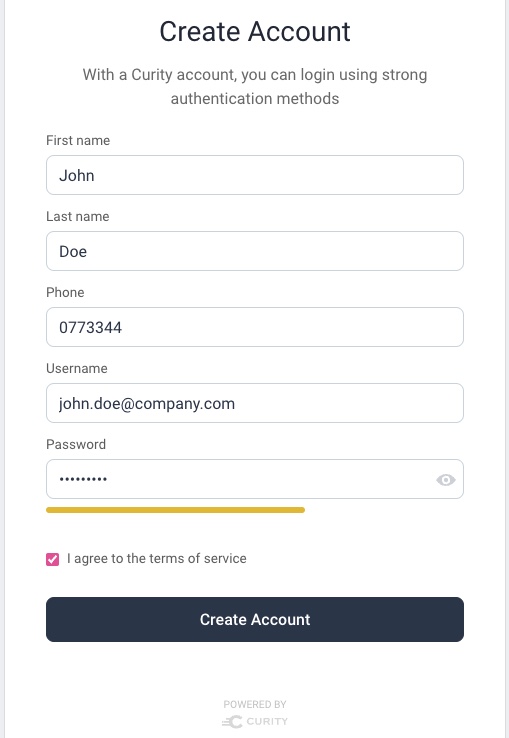 Create Account
With a Curity account, you can login using strong
authentication methods
First name
John
Last name
Doe
Phone
0773344
Username
john.doe@company.com
Password
•••••••••
I agree to the terms of service
Create Account
POWERED BY
CURITY